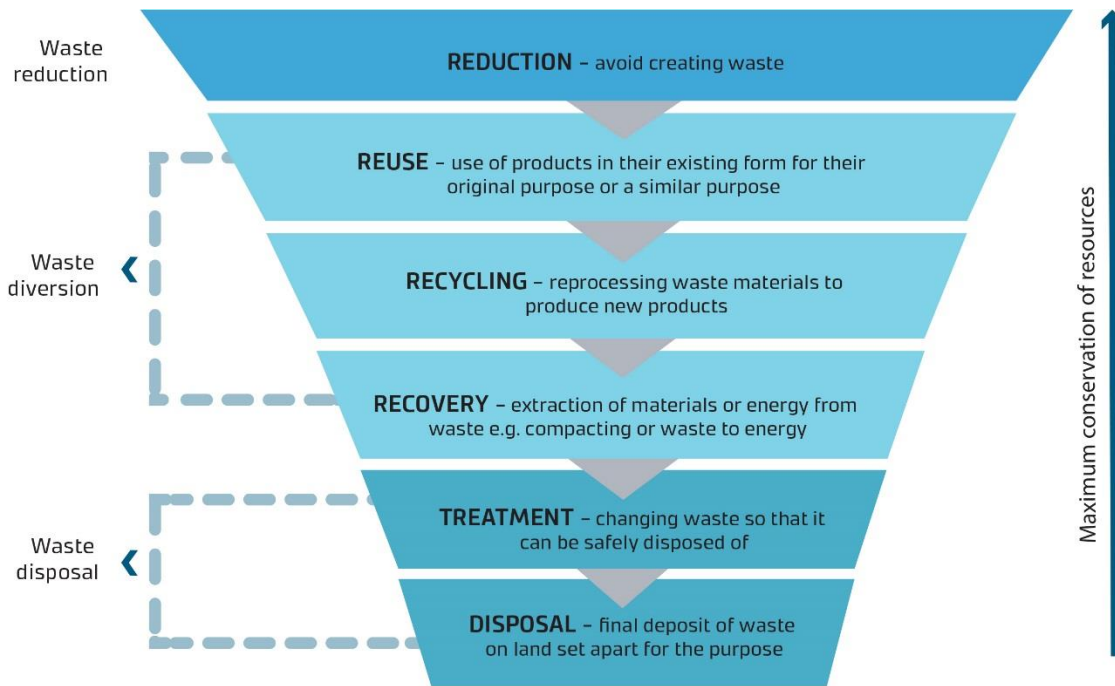 Waste
reduction
REDUCTION – avoid creating waste
REUSE – use of products in their existing form for their
original purpose or a similar purpose
Waste
diversion
RECYCLING – reprocessing waste materials to
produce new products
RECOVERY – extraction of materials or energy from
waste e.g. compacting or waste to energy
Waste
disposal
TREATMENT – changing waste so that it
can be safely disposed of
DISPOSAL – final deposit of waste
on land set apart for the purpose
Maximum conservation of resources